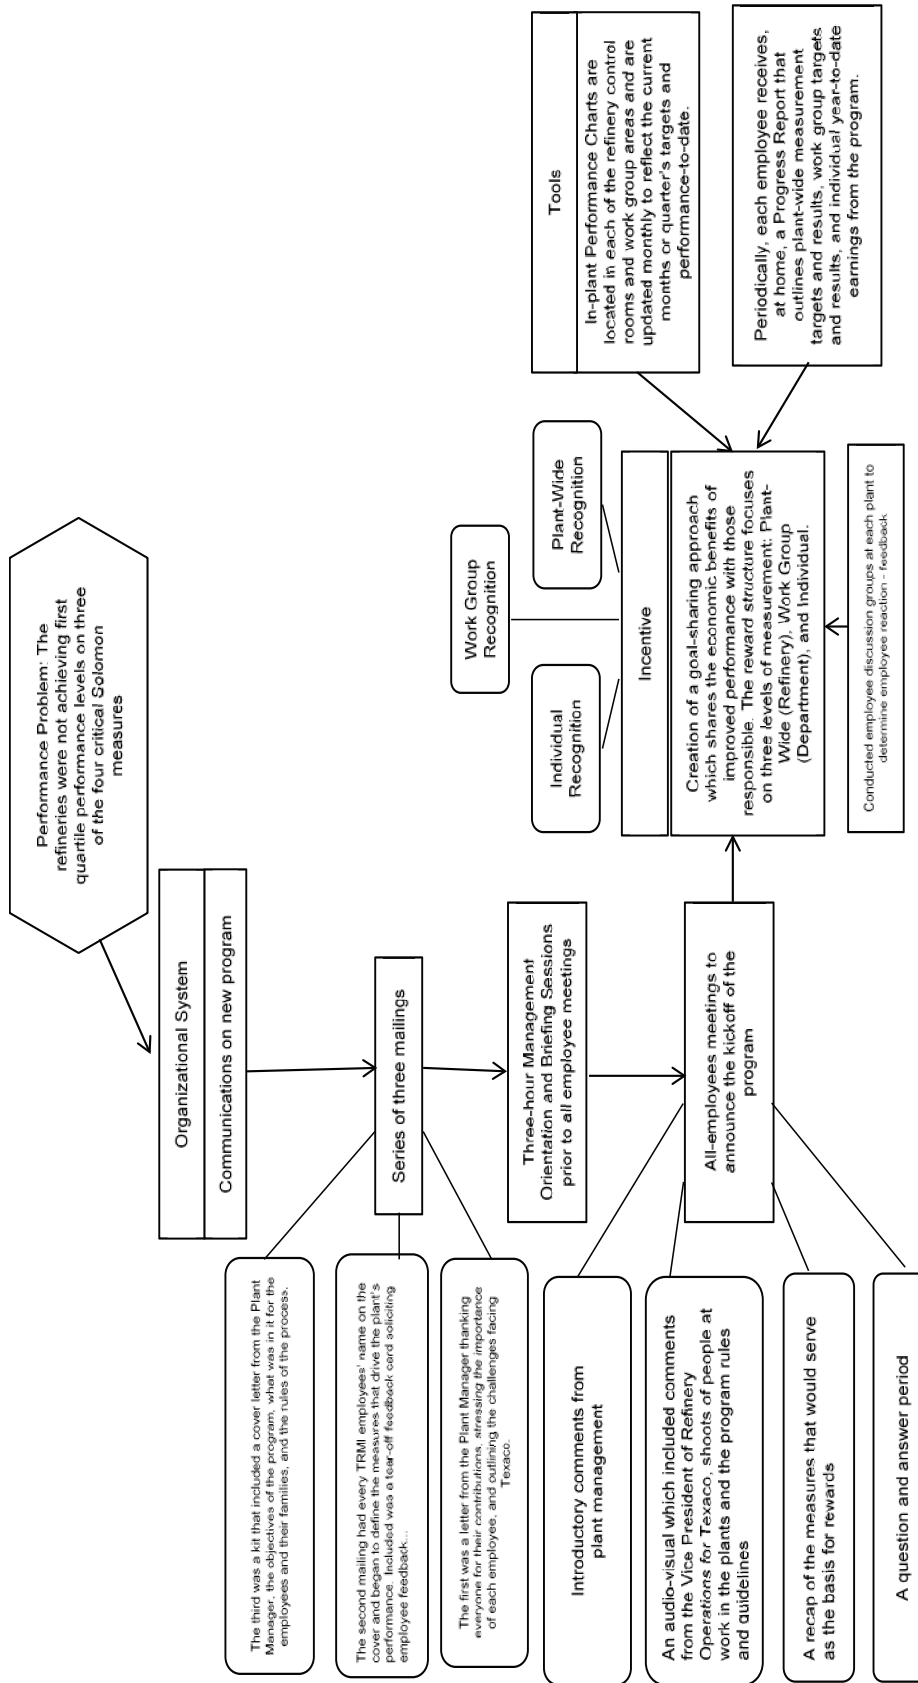 Performance Problem: The
refineries were not achieving first
quartile performance levels on three
of the four critical Solomon
measures
Organizational System
Communications on new program
The third was a kit that included a cover letter from the Plant
Manager, the objectives of the program, what was in it for the
employees and their families, and the rules of the process.
The second mailing had every TRMI employees' name on the
cover and began to define the measures that drive the plant's
performance. Included was a tear-off feedback card soliciting
employee feedback...
The first was a letter from the Plant Manager thanking
everyone for their contributions, stressing the importance
of each employee, and outlining the challenges facing
Texaco.
Series of three mailings
Three-hour Management
Orientation and Briefing Sessions
prior to all employee meetings
Introductory comments from
plant management
An audio-visual which included comments
from the Vice President of Refinery
Operations for Texaco, shoots of people at
work in the plants and the program rules
and guidelines
A recap of the measures that would serve
as the basis for rewards
A question and answer period
All-employees meetings to
announce the kickoff of the
program
Individual
Recognition
Work Group
Recognition
Plant-Wide
Recognition
Incentive
Creation of a goal-sharing approach
which shares the economic benefits of
improved performance with those
responsible. The reward structure focuses
on three levels of measurement: Plant-
Wide (Refinery), Work Group
(Department), and Individual.
Conducted employee discussion groups at each plant to
determine employee reaction - feedback
Tools
In-plant Performance Charts are
located in each of the refinery control
rooms and work group areas and are
updated monthly to reflect the current
months or quarter's targets and
performance-to-date.
Periodically, each employee receives,
at home, a Progress Report that
outlines plant-wide measurement
targets and results, work group targets
and results, and individual year-to-date
earnings from the program.